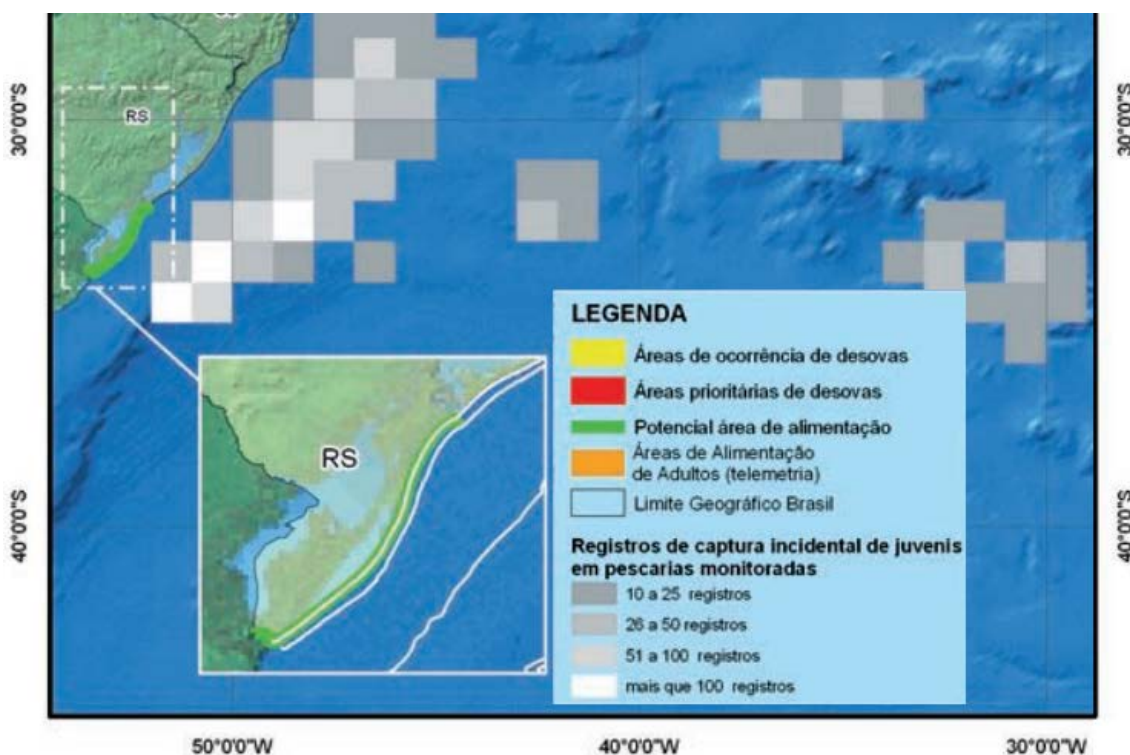 RS
30°0'0"S
30°0'0"S
RS
LEGENDA
Áreas de ocorrência de desovas
Áreas prioritárias de desovas
Potencial área de alimentação
Áreas de Alimentação
de Adultos (telemetria)
Limite Geográfico Brasil
Registros de captura incidental de juvenis
em pescarias monitoradas
10 a 25 registros
26 a 50 registros
51 a 100 registros
mais que 100 registros
40°0'0"S
40°0'0"S
50°0'0"W
40°0'0"W
30°0'0"W